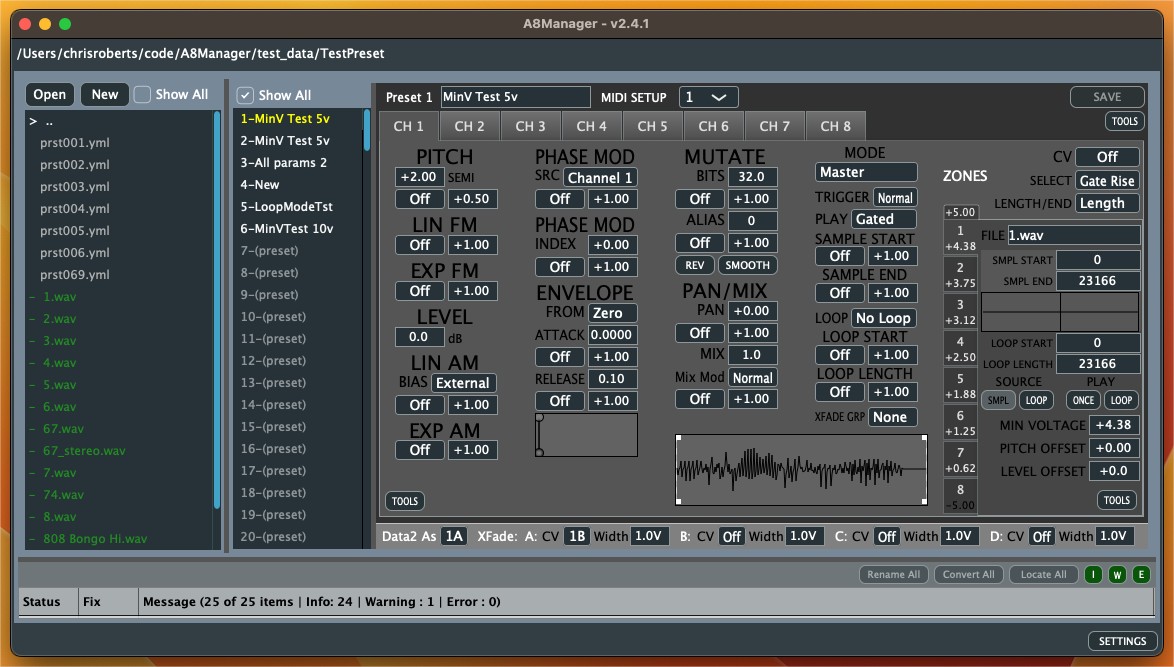 A8Manager - v2.4.1
/Users/chrisroberts/code/A8Manager/test_data/TestPreset
Open New Show All
> ..
prst001.yml
prst002.yml
prst003.yml
prst004.yml
prst005.yml
prst006.yml
prst069.yml
- 1.wav
- 2.wav
- 3.wav
- 4.wav
- 5.wav
- 6.wav
- 67.wav
- 67_stereo.wav
- 7.wav
- 74.wav
- 8.wav
- 808 Bongo Hi.wav
Show All
1-MinV Test 5v
2-MinV Test 5v
3-All params 2
4-New
5-LoopModeTst
6-MinVTest 10v
7-(preset)
8-(preset)
9-(preset)
10-(preset)
11-(preset)
12-(preset)
13-(preset)
14-(preset)
15-(preset)
16-(preset)
17-(preset)
18-(preset)
19-(preset)
20-(preset)
Preset 1 MinV Test 5v MIDI SETUP 1 SAVE
CH 1 CH 2 CH 3 CH 4 CH 5 CH 6 CH 7 CH 8 TOOLS
PITCH
+2.00 SEMI
Off +0.50
LIN FM
Off +1.00
EXP FM
Off +1.00
LEVEL
0.0 dB
LIN AM
BIAS External
Off +1.00
EXP AM
Off +1.00
TOOLS
PHASE MOD
SRC Channel 1
Off +1.00
PHASE MOD
INDEX +0.00
Off +1.00
ENVELOPE
FROM Zero
ATTACK 0.0000
Off +1.00
RELEASE 0.10
Off +1.00
MUTATE
BITS 32.0
Off +1.00
ALIAS 0
Off +1.00
REV SMOOTH
PAN/MIX
PAN +0.00
Off +1.00
MIX 1.0
Mix Mod Normal
Off +1.00
MODE
Master
TRIGGER Normal
PLAY Gated
SAMPLE START
Off +1.00
SAMPLE END
Off +1.00
LOOP No Loop
LOOP START
Off +1.00
LOOP LENGTH
Off +1.00
XFADE GRP None
ZONES
CV Off
SELECT Gate Rise
LENGTH/END Length
+5.00
1
+4.38
2
+3.75
3
+3.12
4
+2.50
5
+1.88
6
+1.25
7
+0.62
8
-5.00
FILE 1.wav
SMPL START 0
SMPL END 23166
LOOP START 0
LOOP LENGTH 23166
SOURCE PLAY
SMPL LOOP ONCE LOOP
MIN VOLTAGE +4.38
PITCH OFFSET +0.00
LEVEL OFFSET +0.0
TOOLS
Data2 As 1A XFade: A: CV 1B Width 1.0V B: CV Off Width 1.0V C: CV Off Width 1.0V D: CV Off Width 1.0V
Rename All Convert All Locate All I W E
Status Fix Message (25 of 25 items | Info: 24 | Warning : 1 | Error : 0)
SETTINGS